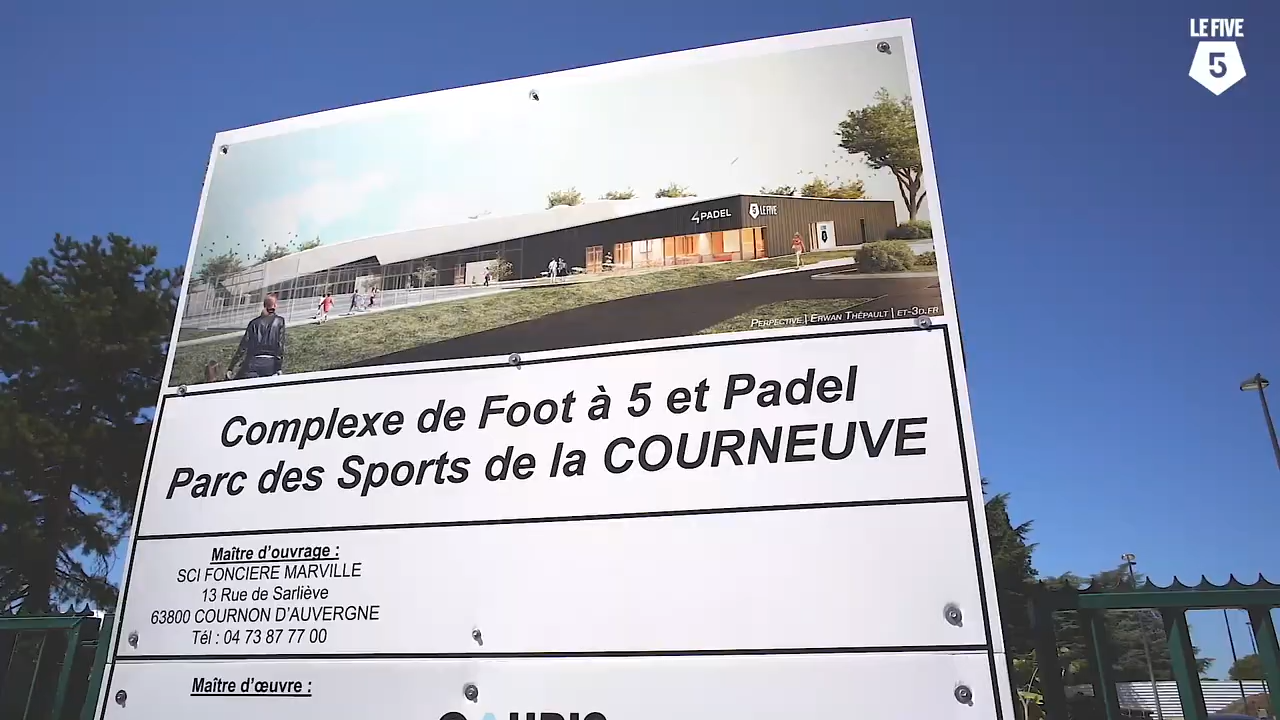 LE FIVE
5
4PADEL
5 LE FIVE
PERSPECTIVE | ERWAN THÉPAULT | ET-3D.FR
Complexe de Foot à 5 et Padel
Parc des Sports de la COURNEUVE
Maître d'ouvrage :
SCI FONCIERE MARVILLE
13 Rue de Sarliève
63800 COURNON D'AUVERGNE
Tél : 04 73 87 77 00
Maître d'œuvre :